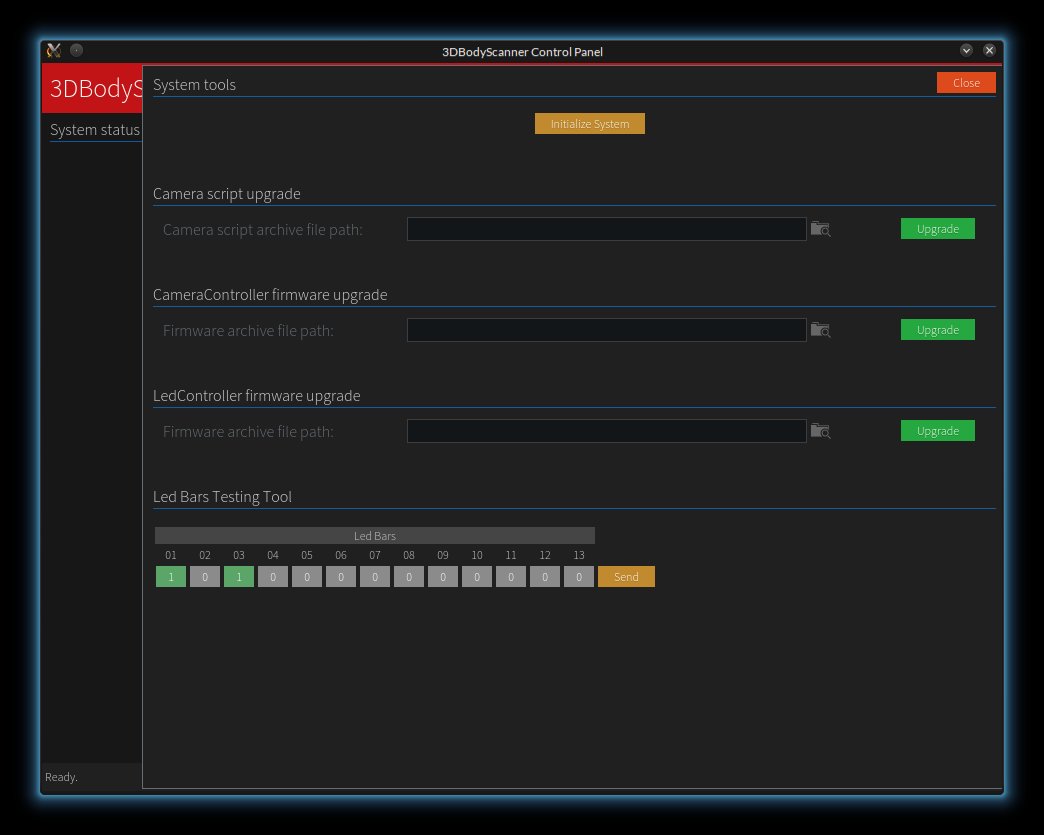 3DBodyScanner Control Panel
3DBodyS
System tools
Close
System status
Initialize System
Camera script upgrade
Camera script archive file path:
Upgrade
CameraController firmware upgrade
Firmware archive file path:
Upgrade
LedController firmware upgrade
Firmware archive file path:
Upgrade
Led Bars Testing Tool
Led Bars
01 02 03 04 05 06 07 08 09 10 11 12 13
1 0 1 0 0 0 0 0 0 0 0 0 0 Send
Ready.